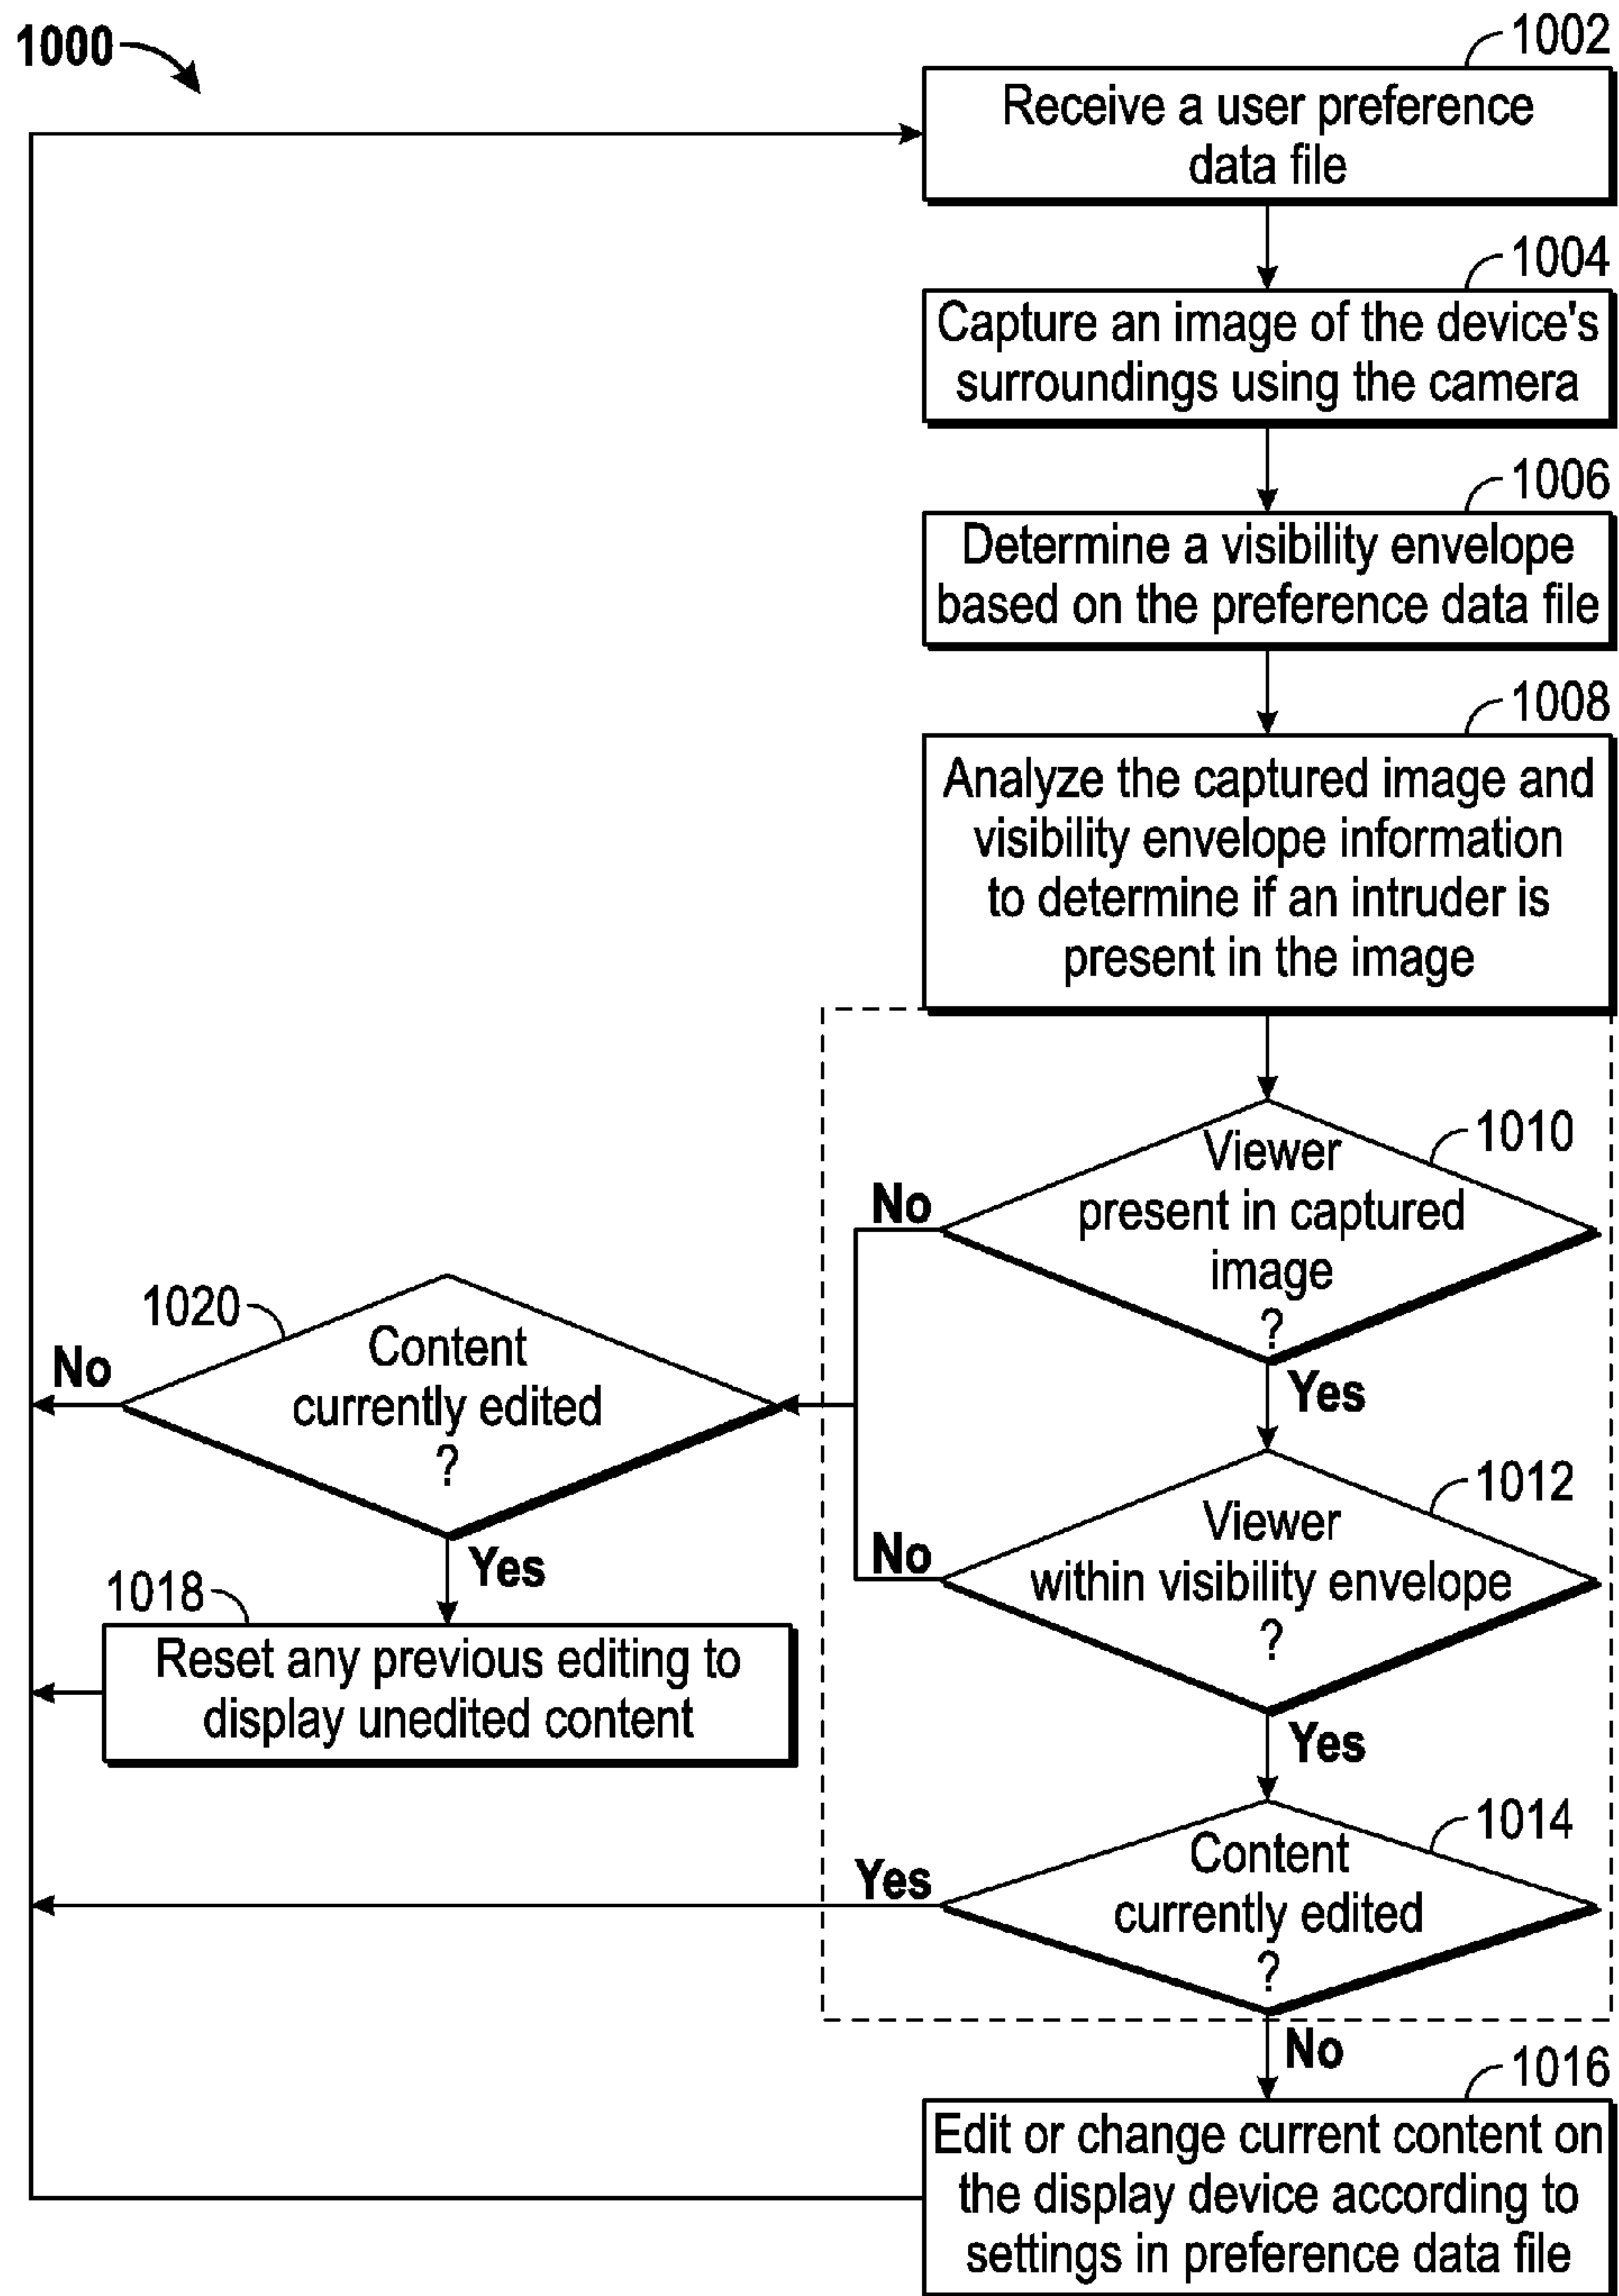 1000
1002
Receive a user preference
data file
1004
Capture an image of the device's
surroundings using the camera
1006
Determine a visibility envelope
based on the preference data file
1008
Analyze the captured image and
visibility envelope information
to determine if an intruder is
present in the image
1010
Viewer
present in captured
image
?
No
Yes
1012
Viewer
within visibility envelope
?
No
Yes
1020
Content
currently edited
?
No
Yes
1018
Reset any previous editing to
display unedited content
1014
Content
currently edited
?
Yes
No
1016
Edit or change current content on
the display device according to
settings in preference data file